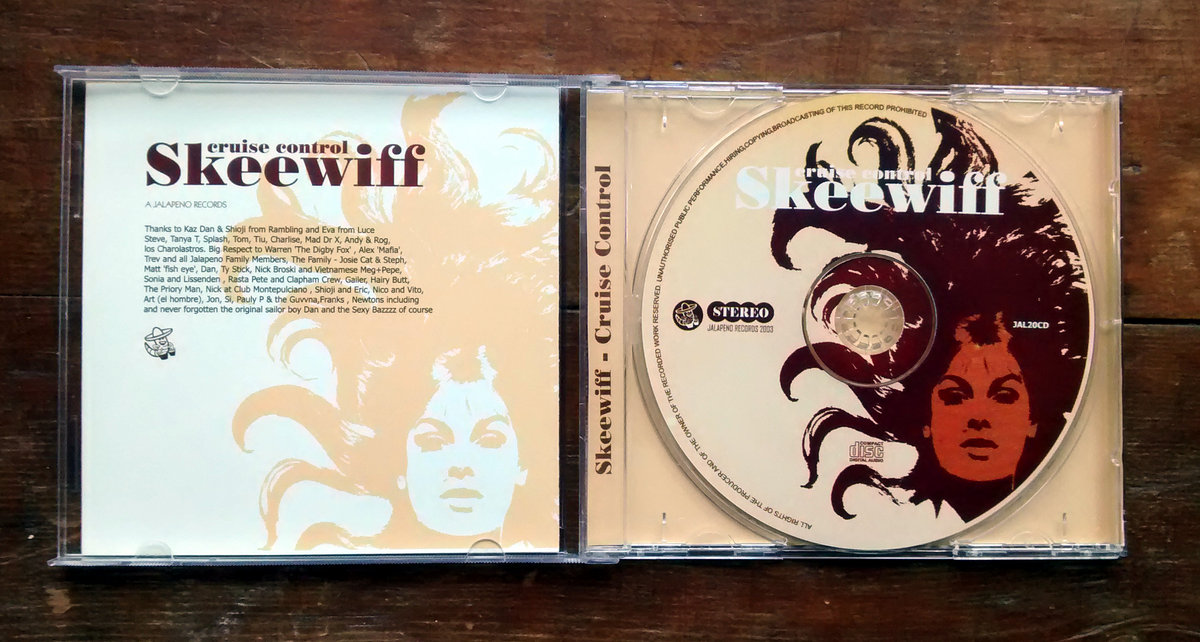 cruise control
Skeewiff
A JALAPENO RECORDS
Thanks to Kaz Dan & Shioji from Rambling and Eva from Luce
Steve, Tanya T, Splash, Tom, Tiu, Charlise, Mad Dr X, Andy & Rog,
los Charolastros. Big Respect to Warren 'The Digby Fox' , Alex 'Mafia',
Trev and all Jalapeno Family Members, The Family - Josie Cat & Steph,
Matt 'fish eye', Dan, Ty Stick, Nick Broski and Vietnamese Meg+Pepe,
Sonia and Lissenden , Rasta Pete and Clapham Crew, Gailer, Hairy Butt,
The Priory Man, Nick at Club Montepulciano , Shioji and Eric, Nico and Vito,
Art (el hombre), Jon, Si, Pauly P & the Guvvna,Franks , Newtons including
and never forgotten the original sailor boy Dan and the Sexy Bazzzz of course
Skeewiff - Cruise Control
ALL RIGHTS OF THE PRODUCER AND OF THE OWNER OF THE RECORDED WORK RESERVED. UNAUTHORISED PUBLIC PERFORMANCE,HIRING,COPYING,BROADCASTING OF THIS RECORD PROHIBITED
cruise control
Skeewiff
STEREO
JALAPENO RECORDS 2003
JAL20CD
COMPACT
disc
DIGITAL AUDIO